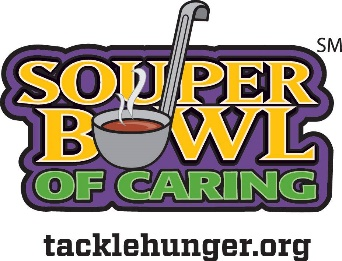 SM
SOUPER
BOWL
OF CARING
tacklehunger.org